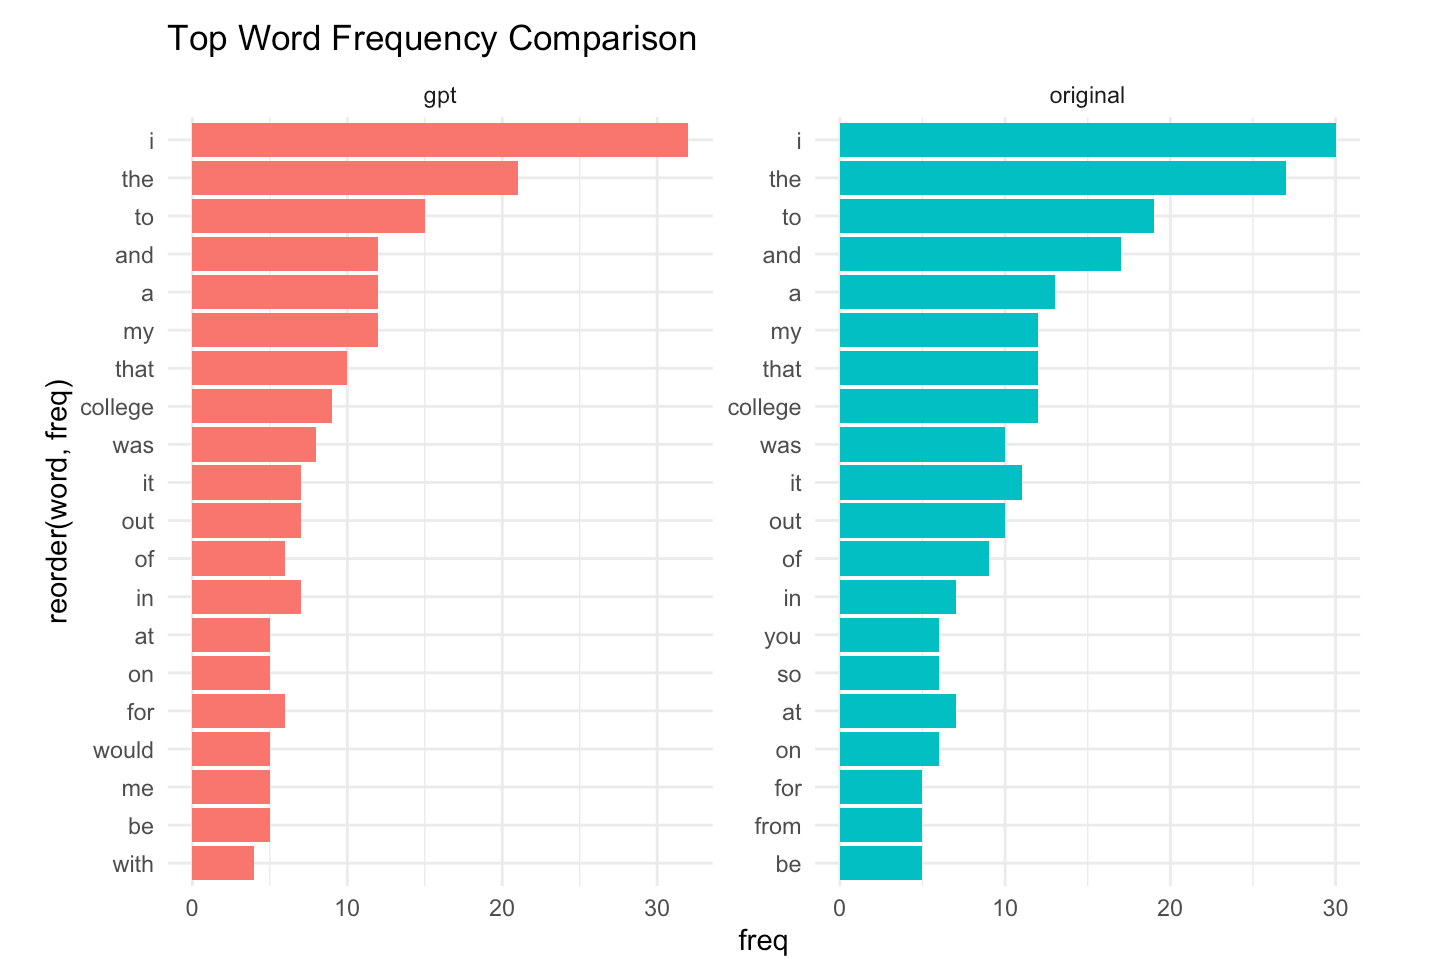 Top Word Frequency Comparison
gpt
i
the
to
and
a
my
that
college
was
it
out
of
in
at
on
for
would
me
be
with
0 10 20 30
original
i
the
to
and
a
my
that
college
was
it
out
of
in
you
so
at
on
for
from
be
0 10 20 30
freq
reorder(word, freq)